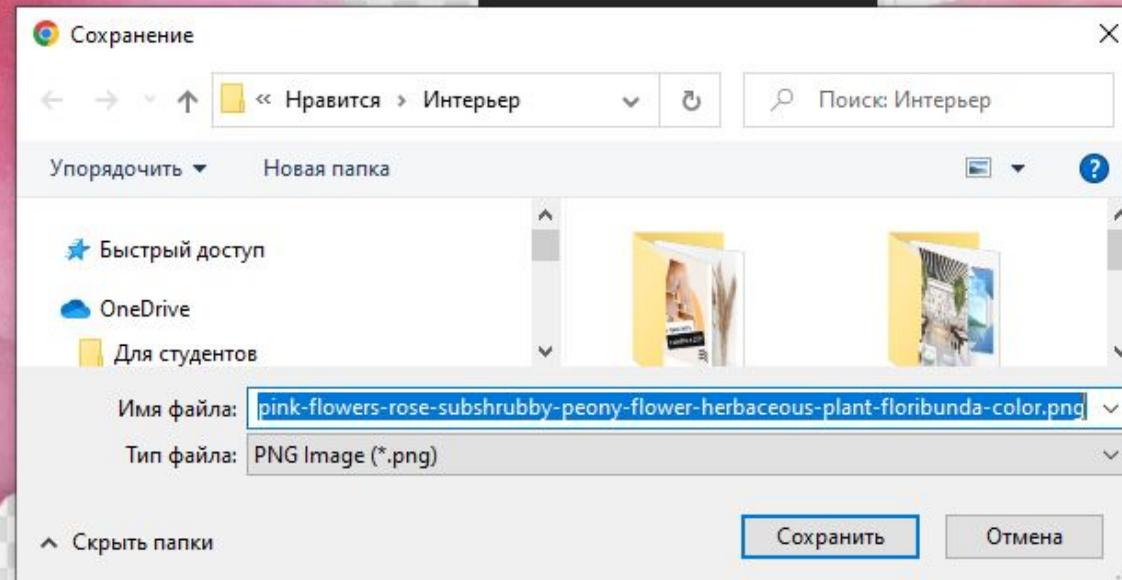 Сохранение
« Нравится › Интерьер
Поиск: Интерьер
Упорядочить
Новая папка
?
Быстрый доступ
OneDrive
Для студентов
Имя файла: pink-flowers-rose-subshrubby-peony-flower-herbaceous-plant-floribunda-color.png
Тип файла: PNG Image (*.png)
Скрыть папки
Сохранить
Отмена